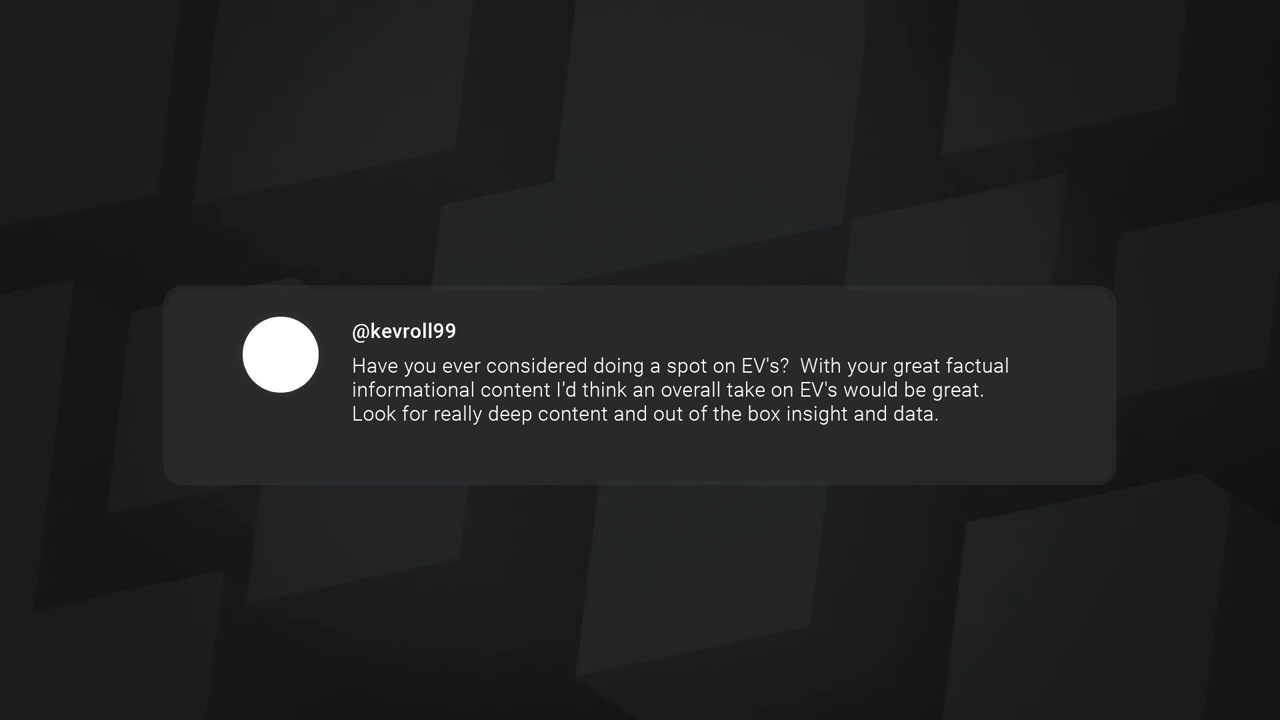 @kevroll99
Have you ever considered doing a spot on EV's?  With your great factual
informational content I'd think an overall take on EV's would be great.
Look for really deep content and out of the box insight and data.